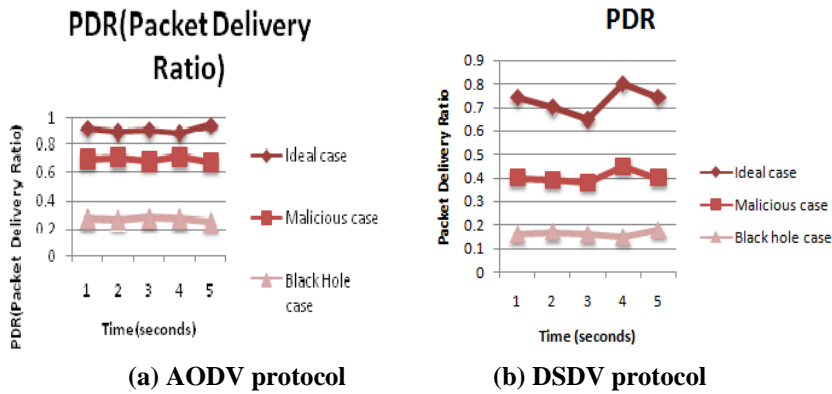 PDR(Packet Delivery
Ratio)
PDR(Packet Delivery Ratio)
1
0.8
0.6
0.4
0.2
0
1 2 3 4 5
Time(seconds)
Ideal case
Malicious case
Black Hole
case
(a) AODV protocol
PDR
Packet Delivery Ratio
0.9
0.8
0.7
0.6
0.5
0.4
0.3
0.2
0.1
0
1 2 3 4 5
Time (seconds)
Ideal case
Malicious case
Black hole case
(b) DSDV protocol